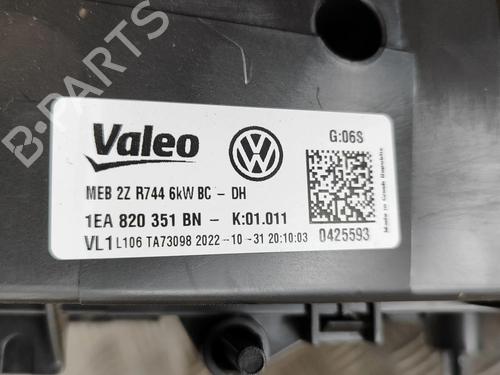 Valeo
G:06S
MEB 2Z R744 6kW BC - DH
1EA 820 351 BN - K:01.011
VL1 L106 TA73098 2022-10-31 20:10:03
0425593
Made in Czech Republic
B-PARTS